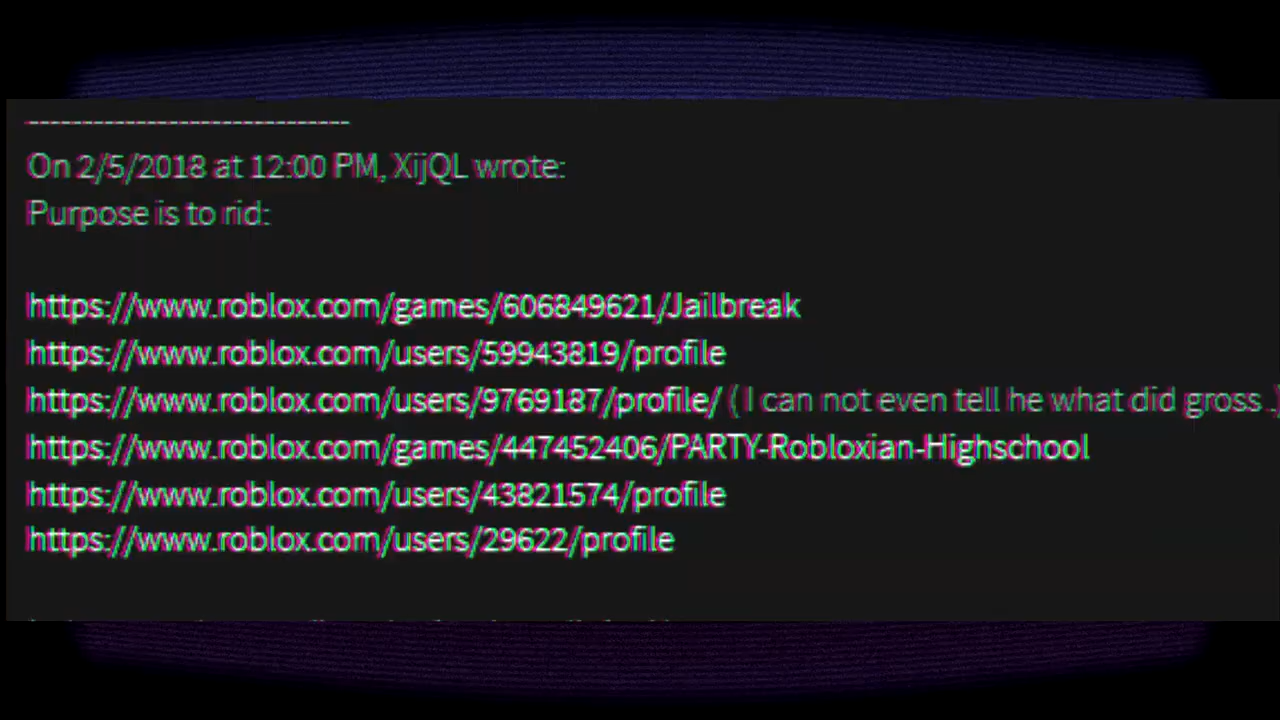 ------------------------------
On 2/5/2018 at 12:00 PM, XijQL wrote:
Purpose is to rid:
https://www.roblox.com/games/606849621/Jailbreak
https://www.roblox.com/users/59943819/profile
https://www.roblox.com/users/9769187/profile/ ( I can not even tell he what did gross .)
https://www.roblox.com/games/447452406/PARTY-Robloxian-Highschool
https://www.roblox.com/users/43821574/profile
https://www.roblox.com/users/29622/profile